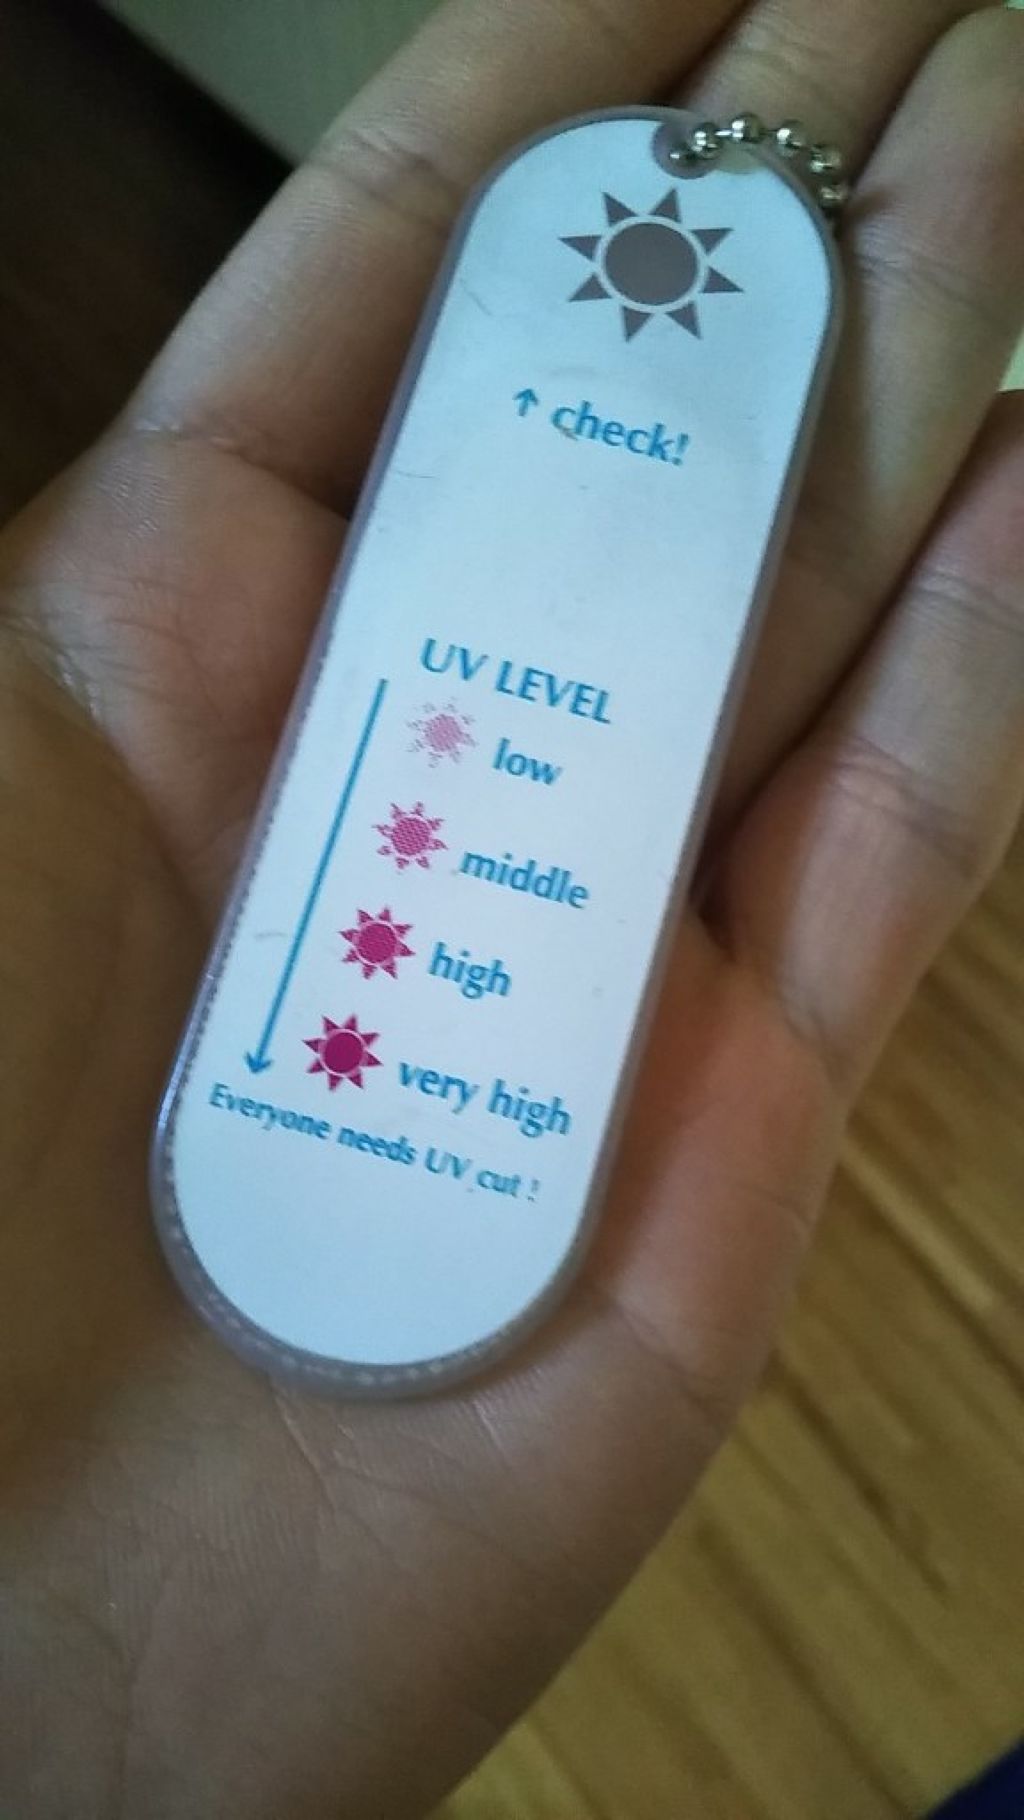 ↑ check!
UV LEVEL
low
middle
high
very high
Everyone needs UV cut !